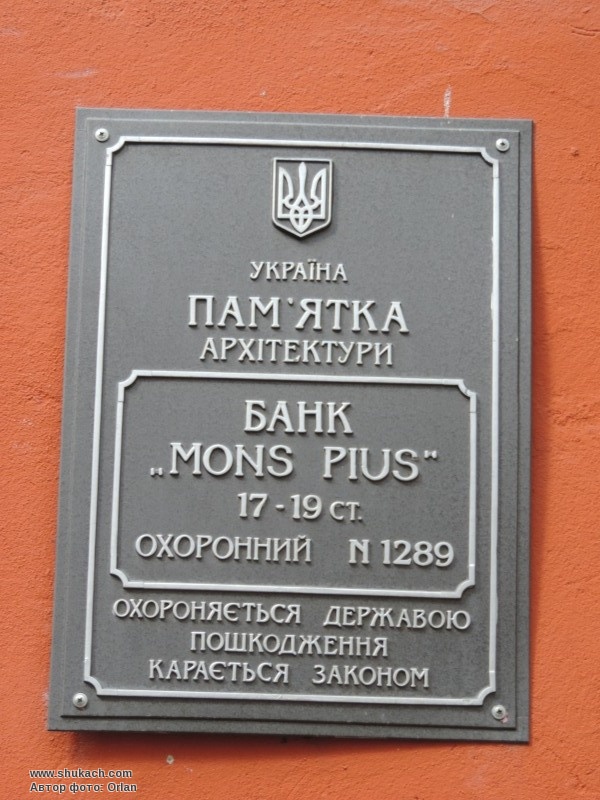 УКРАЇНА
ПАМ'ЯТКА
АРХІТЕКТУРИ
БАНК
„MONS PIUS"
17 - 19 СТ.
ОХОРОННИЙ N 1289
ОХОРОНЯЄТЬСЯ ДЕРЖАВОЮ
ПОШКОДЖЕННЯ
КАРАЄТЬСЯ ЗАКОНОМ
www.shukach.com
Автор фото: Orlan